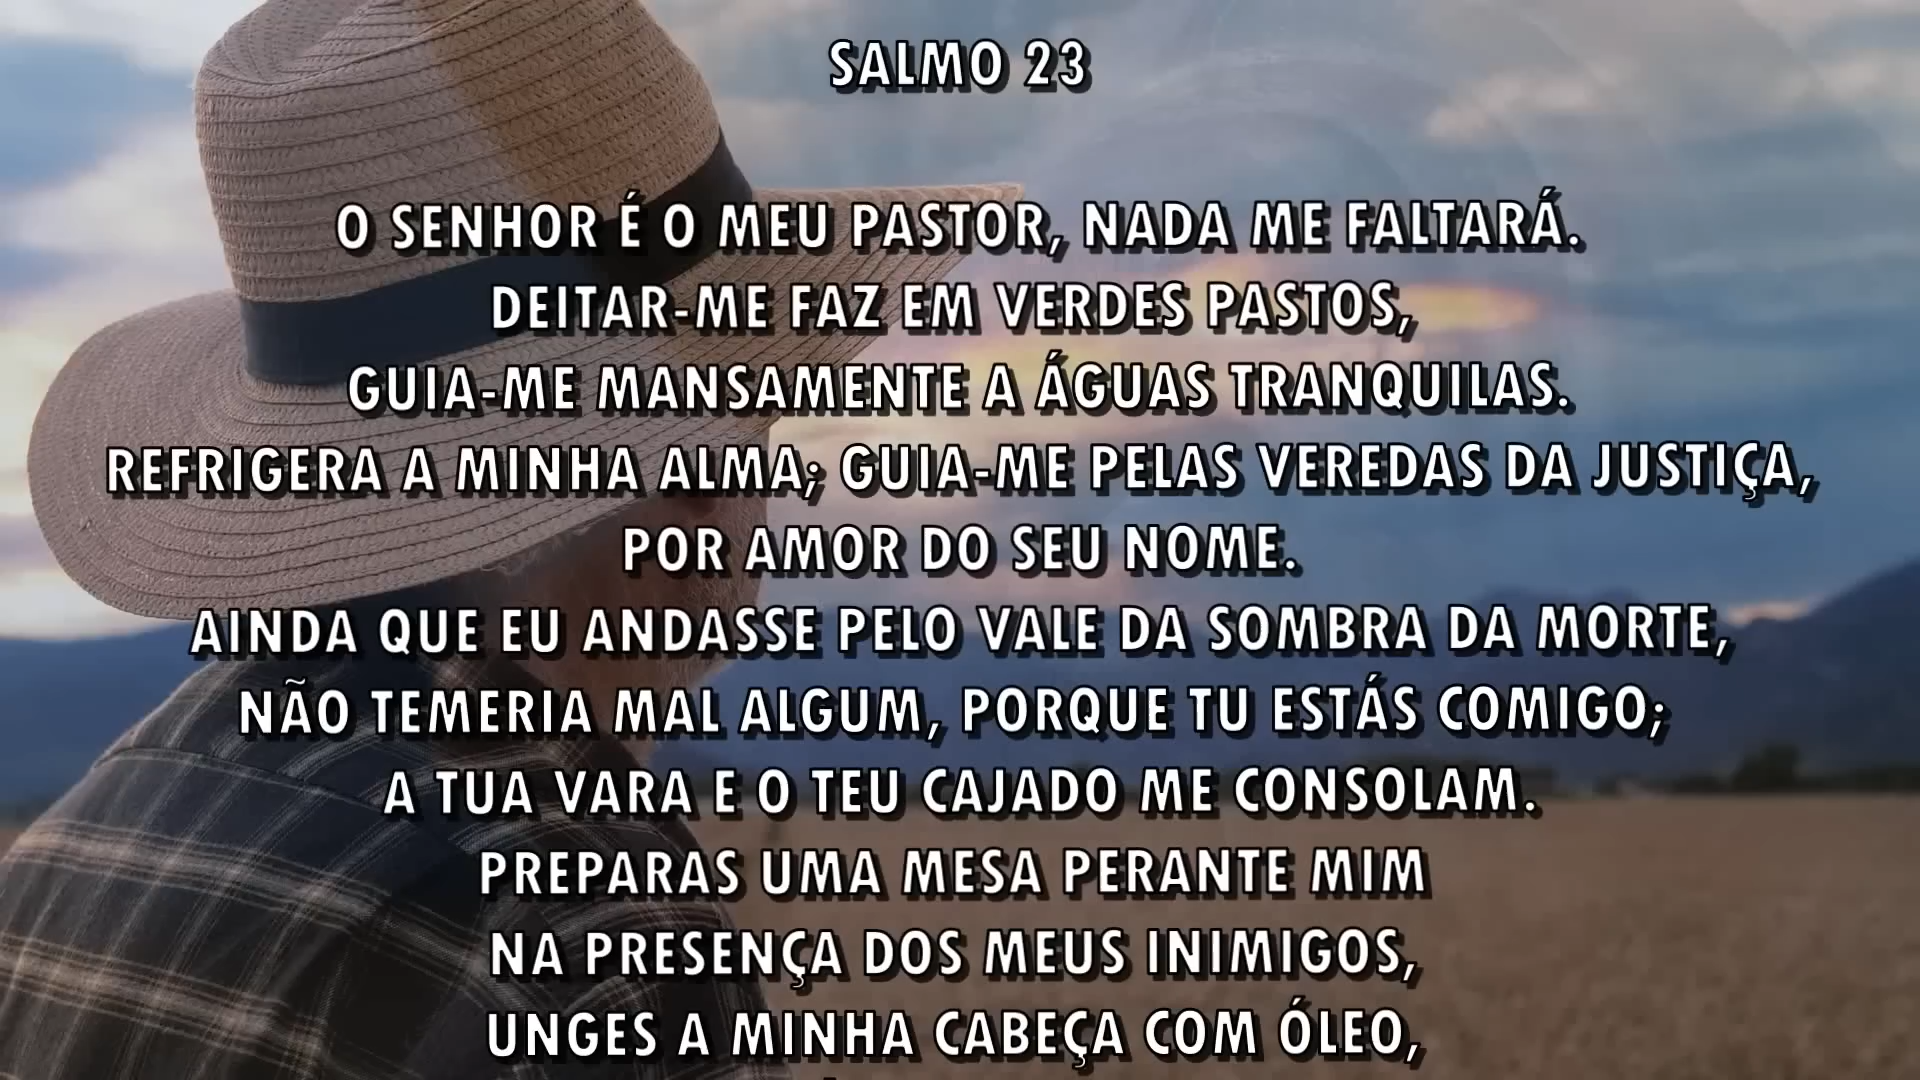 SALMO 23
O SENHOR É O MEU PASTOR, NADA ME FALTARÁ.
DEITAR-ME FAZ EM VERDES PASTOS,
GUIA-ME MANSAMENTE A ÁGUAS TRANQUILAS.
REFRIGERA A MINHA ALMA; GUIA-ME PELAS VEREDAS DA JUSTIÇA,
POR AMOR DO SEU NOME.
AINDA QUE EU ANDASSE PELO VALE DA SOMBRA DA MORTE,
NÃO TEMERIA MAL ALGUM, PORQUE TU ESTÁS COMIGO;
A TUA VARA E O TEU CAJADO ME CONSOLAM.
PREPARAS UMA MESA PERANTE MIM
NA PRESENÇA DOS MEUS INIMIGOS,
UNGES A MINHA CABEÇA COM ÓLEO,